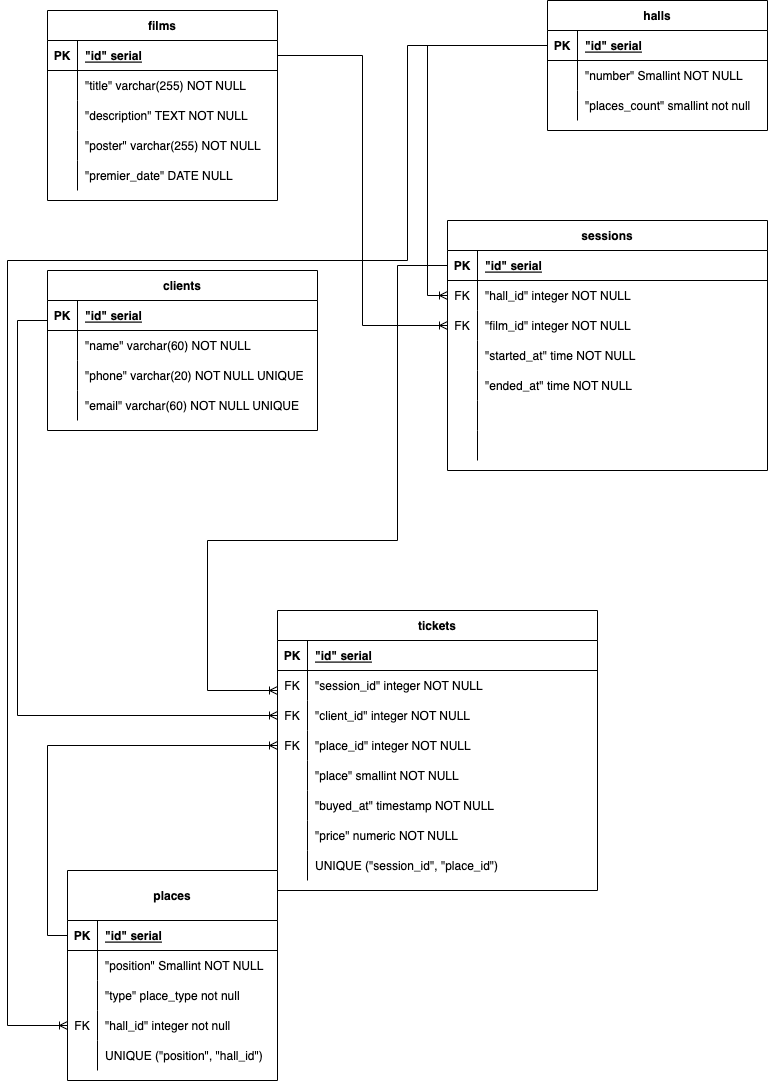 films
PK "id" serial
"title" varchar(255) NOT NULL
"description" TEXT NOT NULL
"poster" varchar(255) NOT NULL
"premier_date" DATE NULL
halls
PK "id" serial
"number" Smallint NOT NULL
"places_count" smallint not null
sessions
PK "id" serial
FK "hall_id" integer NOT NULL
FK "film_id" integer NOT NULL
"started_at" time NOT NULL
"ended_at" time NOT NULL
clients
PK "id" serial
"name" varchar(60) NOT NULL
"phone" varchar(20) NOT NULL UNIQUE
"email" varchar(60) NOT NULL UNIQUE
tickets
PK "id" serial
FK "session_id" integer NOT NULL
FK "client_id" integer NOT NULL
FK "place_id" integer NOT NULL
"place" smallint NOT NULL
"buyed_at" timestamp NOT NULL
"price" numeric NOT NULL
UNIQUE ("session_id", "place_id")
places
PK "id" serial
"position" Smallint NOT NULL
"type" place_type not null
FK "hall_id" integer not null
UNIQUE ("position", "hall_id")